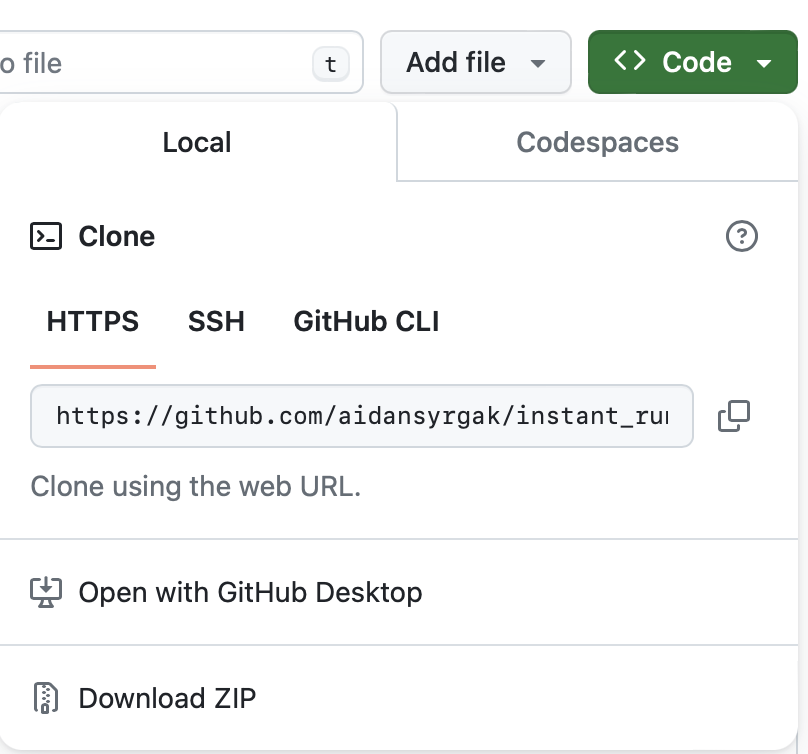 o file t Add file Code
Local Codespaces
Clone
HTTPS SSH GitHub CLI
https://github.com/aidansyrgak/instant_ru
Clone using the web URL.
Open with GitHub Desktop
Download ZIP